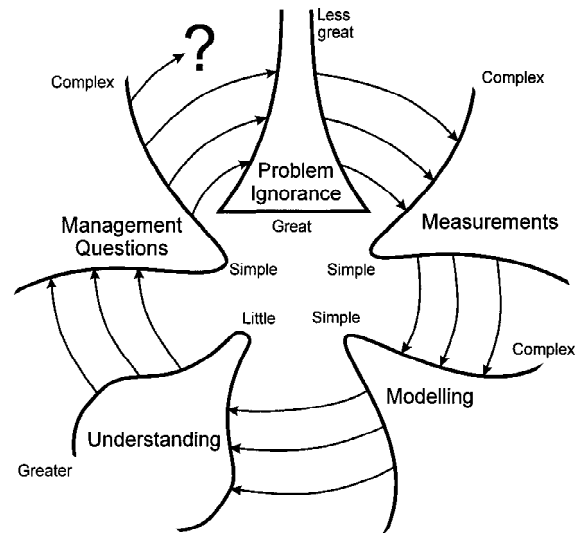 Less
great
?
Complex
Complex
Problem
Ignorance
Great
Management
Questions
Measurements
Simple
Simple
Little
Simple
Complex
Modelling
Understanding
Greater